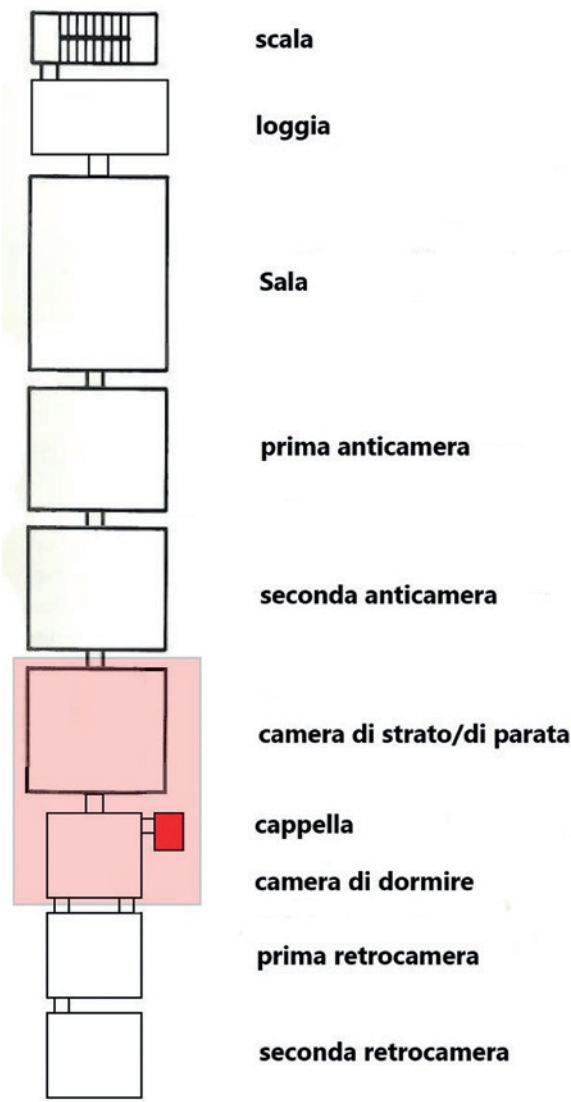 scala
loggia
Sala
prima anticamera
seconda anticamera
camera di strato/di parata
cappella
camera di dormire
prima retrocamera
seconda retrocamera